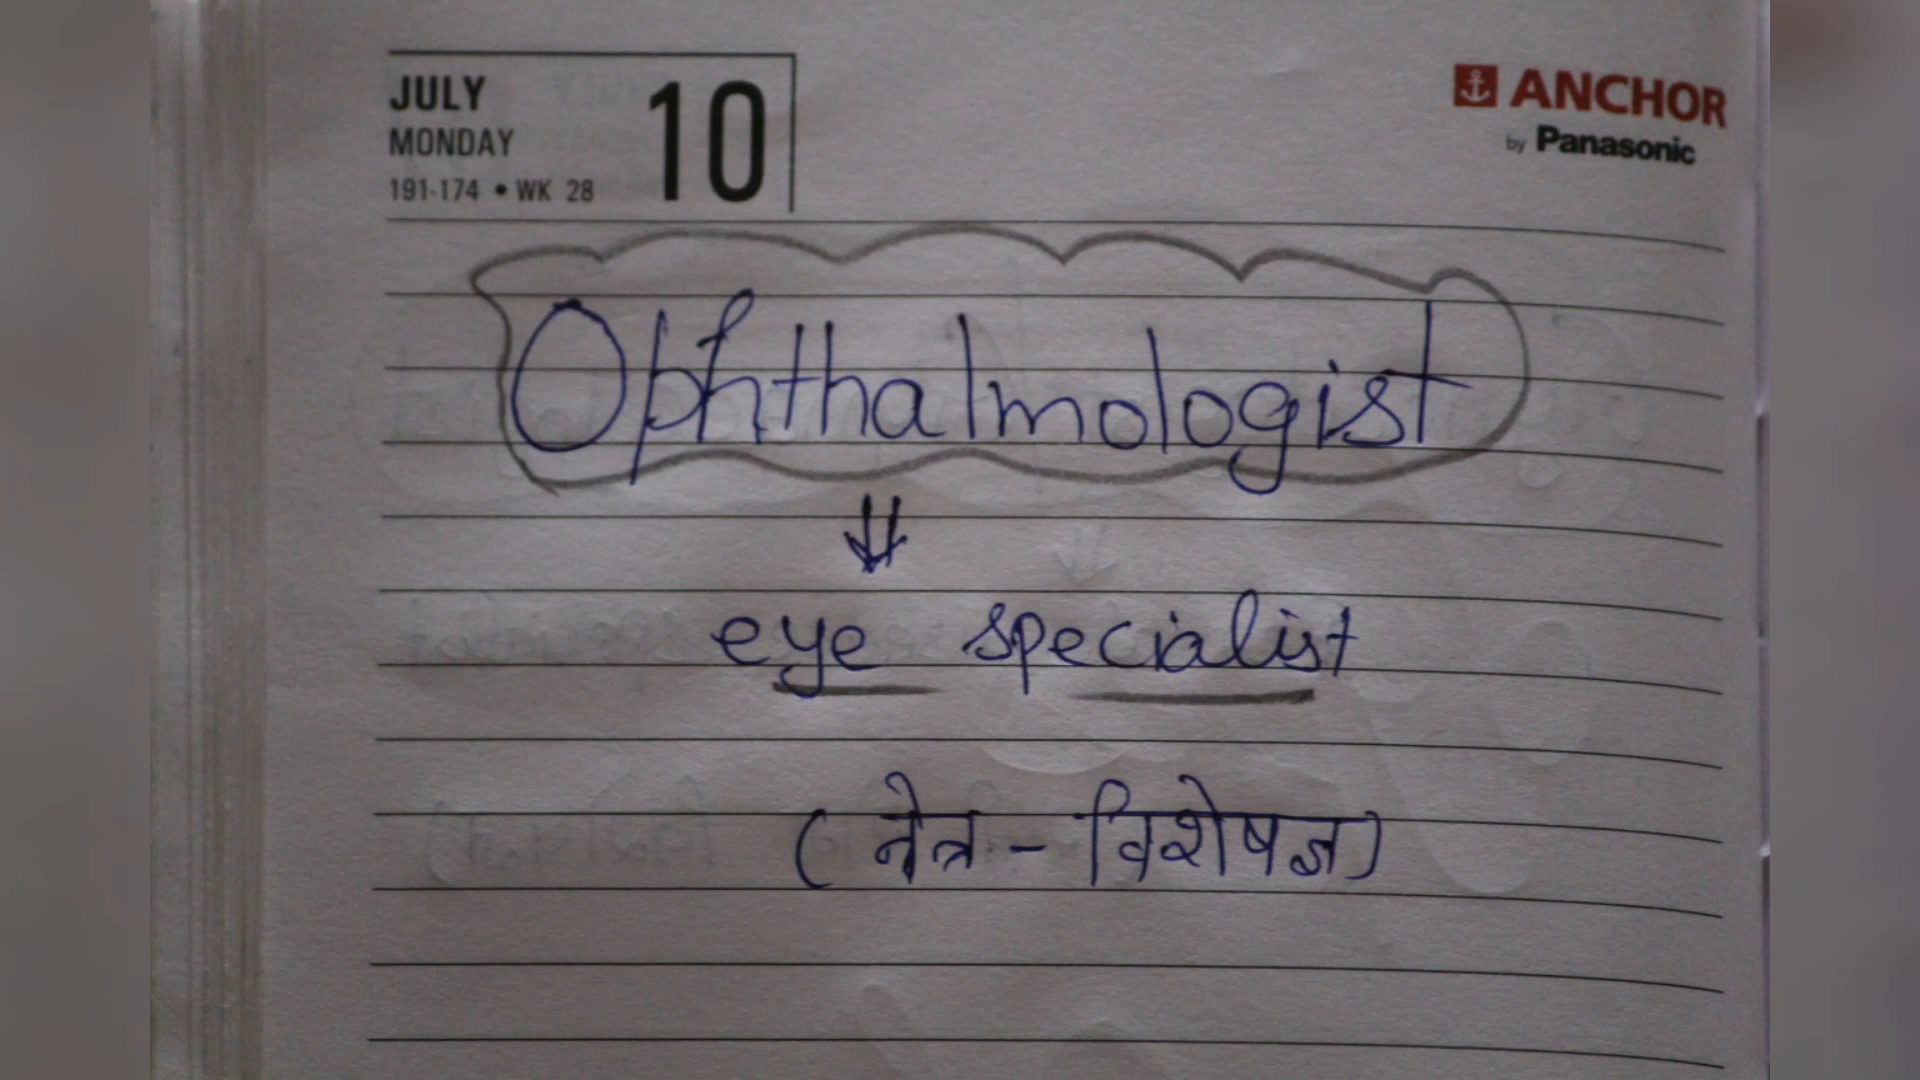 JULY
MONDAY
191-174 • WK 28
10
ANCHOR
by Panasonic
Ophthalmologist
eye specialist
(नेत्र - विशेषज्ञ)